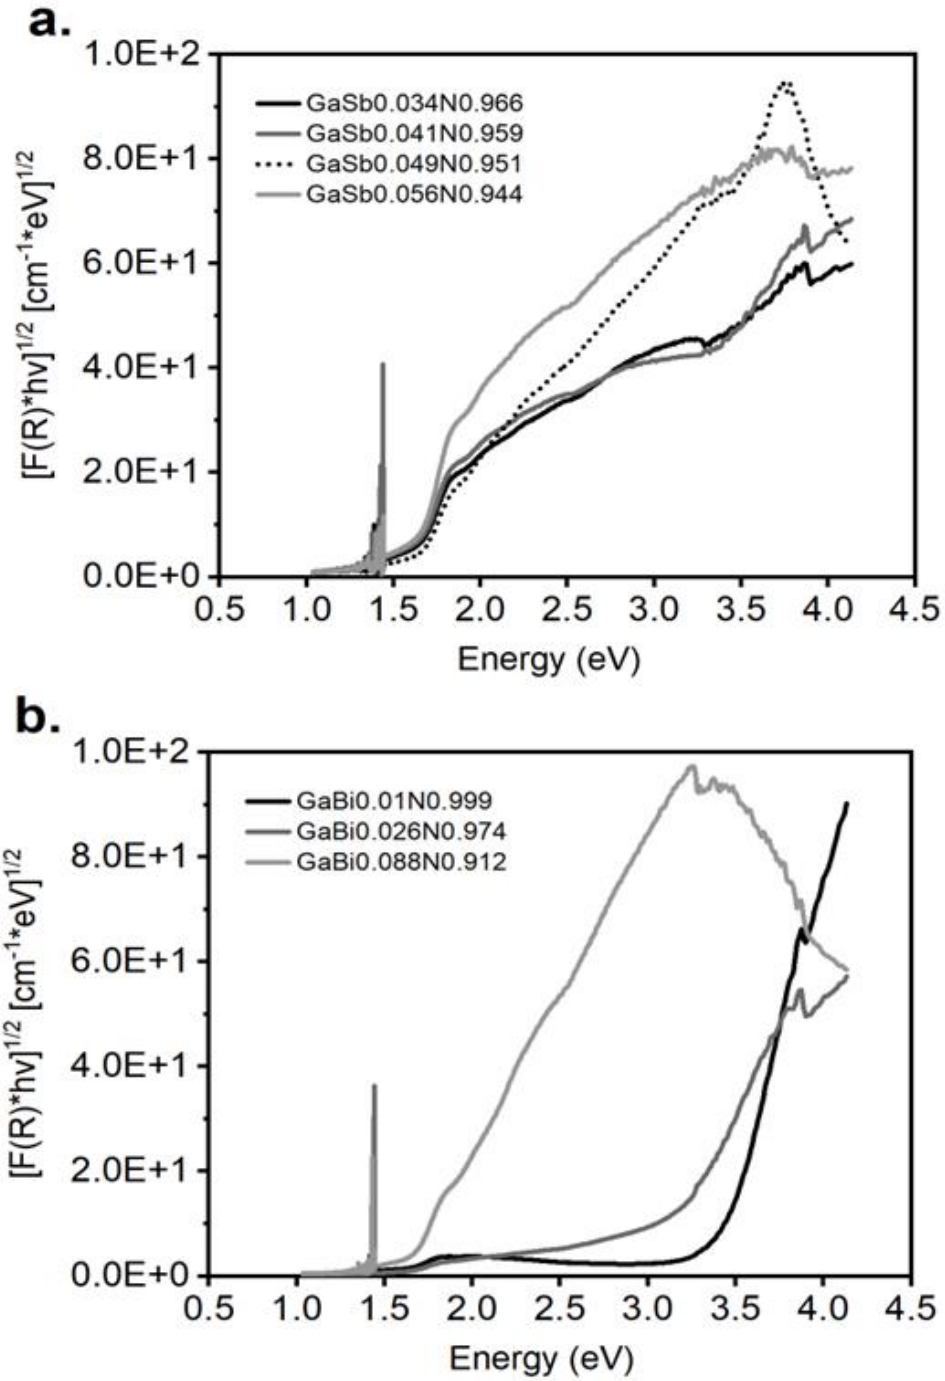 a.
1.0E+2
8.0E+1
6.0E+1
4.0E+1
2.0E+1
0.0E+0
[F(R)*hv]1/2 [cm-1*eV]1/2
GaSb0.034N0.966
GaSb0.041N0.959
GaSb0.049N0.951
GaSb0.056N0.944
0.5 1.0 1.5 2.0 2.5 3.0 3.5 4.0 4.5
Energy (eV)
b.
1.0E+2
8.0E+1
6.0E+1
4.0E+1
2.0E+1
0.0E+0
[F(R)*hv]1/2 [cm-1*eV]1/2
GaBi0.01N0.999
GaBi0.026N0.974
GaBi0.088N0.912
0.5 1.0 1.5 2.0 2.5 3.0 3.5 4.0 4.5
Energy (eV)